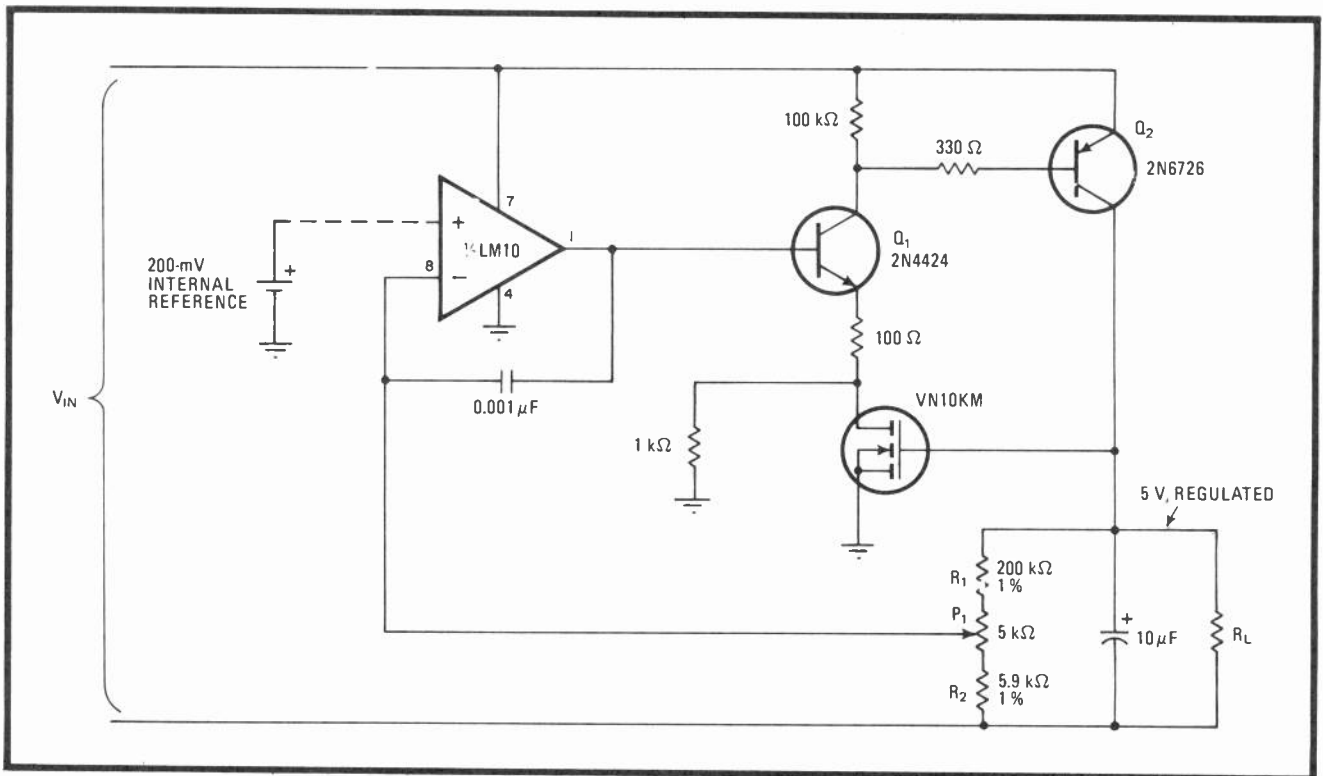 100 kΩ
330 Ω
Q2
2N6726
7
+
½LM10
1
8
−
4
200-mV
INTERNAL
REFERENCE
+
Q1
2N4424
100 Ω
VIN
0.001 µF
1 kΩ
VN10KM
5 V, REGULATED
R1
200 kΩ
1 %
P1
5 kΩ
+
10 µF
RL
R2
5.9 kΩ
1 %